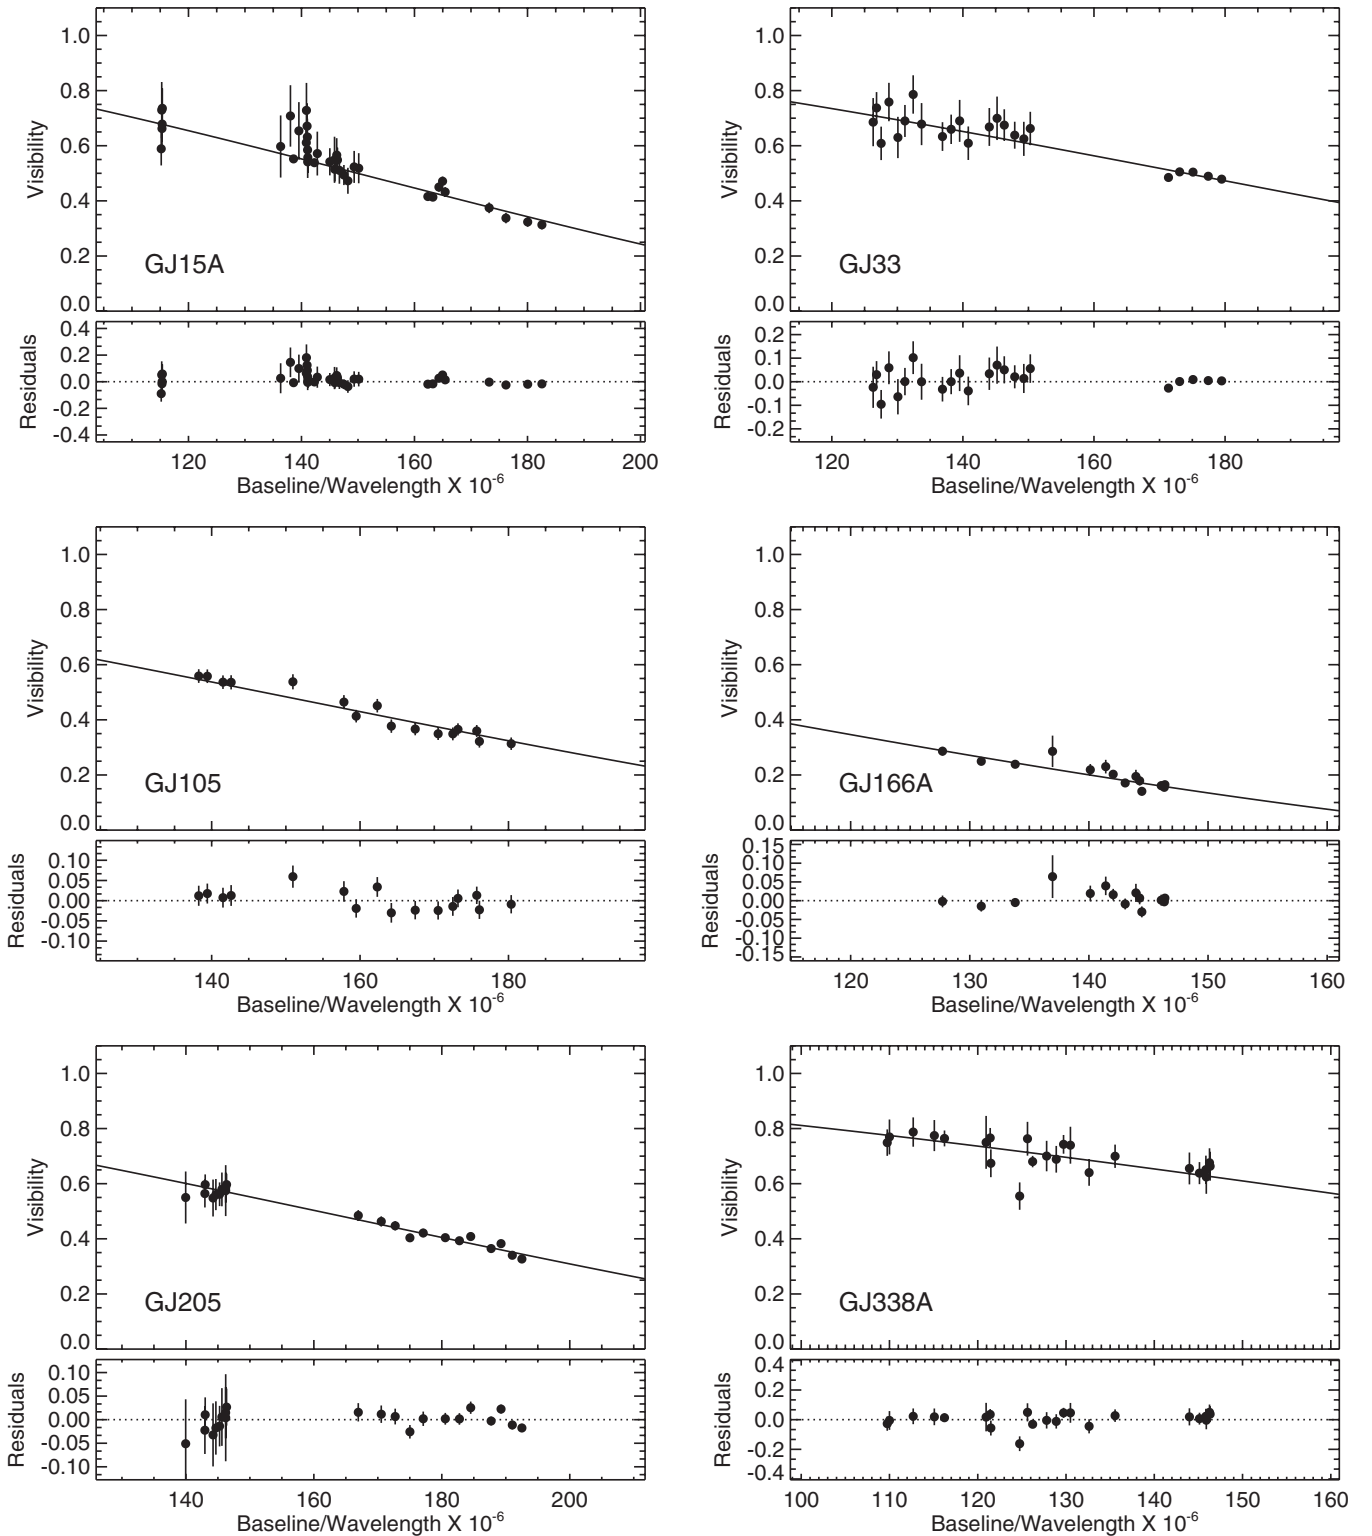 1.0
0.8
0.6
0.4
0.2
0.0
Visibility
GJ15A
0.4
0.2
0.0
-0.2
-0.4
Residuals
120 140 160 180 200
Baseline/Wavelength X 10-6
1.0
0.8
0.6
0.4
0.2
0.0
Visibility
GJ33
0.2
0.1
0.0
-0.1
-0.2
Residuals
120 140 160 180
Baseline/Wavelength X 10-6
1.0
0.8
0.6
0.4
0.2
0.0
Visibility
GJ105
0.10
0.05
0.00
-0.05
-0.10
Residuals
140 160 180
Baseline/Wavelength X 10-6
1.0
0.8
0.6
0.4
0.2
0.0
Visibility
GJ166A
0.15
0.10
0.05
0.00
-0.05
-0.10
-0.15
Residuals
120 130 140 150 160
Baseline/Wavelength X 10-6
1.0
0.8
0.6
0.4
0.2
0.0
Visibility
GJ205
0.10
0.05
0.00
-0.05
-0.10
Residuals
140 160 180 200
Baseline/Wavelength X 10-6
1.0
0.8
0.6
0.4
0.2
0.0
Visibility
GJ338A
0.4
0.2
0.0
-0.2
-0.4
Residuals
100 110 120 130 140 150 160
Baseline/Wavelength X 10-6